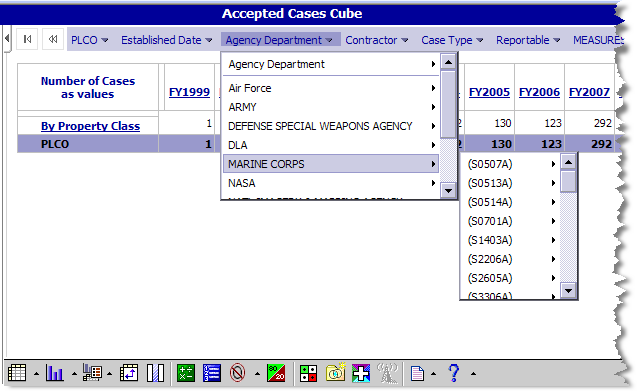 Accepted Cases Cube
PLCO Established Date Agency Department Contractor Case Type Reportable MEASURES
Number of Cases
as values
FY1999 FY2005 FY2006 FY2007
By Property Class 1 2 130 123 292
PLCO 1 2 130 123 292
Agency Department
Air Force
ARMY
DEFENSE SPECIAL WEAPONS AGENCY
DLA
MARINE CORPS
NASA
(S0507A)
(S0513A)
(S0514A)
(S0701A)
(S1403A)
(S2206A)
(S2605A)
(S3306A)
80
20
?